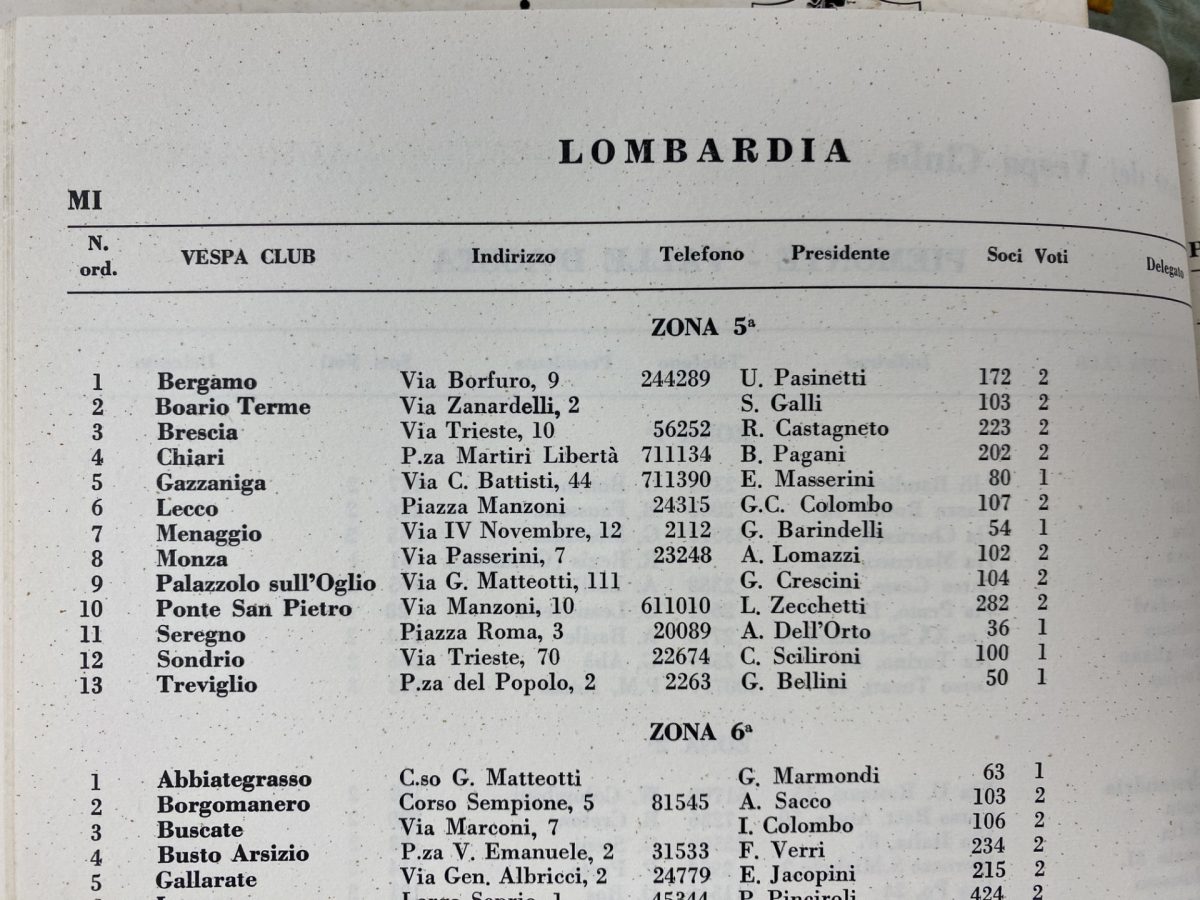 LOMBARDIA
MI
N. ord. VESPA CLUB Indirizzo Telefono Presidente Soci Voti Delegato
ZONA 5ª
1 Bergamo Via Borfuro, 9 244289 U. Pasinetti 172 2
2 Boario Terme Via Zanardelli, 2 S. Galli 103 2
3 Brescia Via Trieste, 10 56252 R. Castagneto 223 2
4 Chiari P.za Martiri Libertà 711134 B. Pagani 202 2
5 Gazzaniga Via C. Battisti, 44 711390 E. Masserini 80 1
6 Lecco Piazza Manzoni 24315 G.C. Colombo 107 2
7 Menaggio Via IV Novembre, 12 2112 G. Barindelli 54 1
8 Monza Via Passerini, 7 23248 A. Lomazzi 102 2
9 Palazzolo sull'Oglio Via G. Matteotti, 111 G. Crescini 104 2
10 Ponte San Pietro Via Manzoni, 10 611010 L. Zecchetti 282 2
11 Seregno Piazza Roma, 3 20089 A. Dell'Orto 36 1
12 Sondrio Via Trieste, 70 22674 C. Scilironi 100 1
13 Treviglio P.za del Popolo, 2 2263 G. Bellini 50 1
ZONA 6ª
1 Abbiategrasso C.so G. Matteotti G. Marmondi 63 1
2 Borgomanero Corso Sempione, 5 81545 A. Sacco 103 2
3 Buscate Via Marconi, 7 I. Colombo 106 2
4 Busto Arsizio P.za V. Emanuele, 2 31533 F. Verri 234 2
5 Gallarate Via Gen. Albricci, 2 24779 E. Jacopini 215 2
Largo Seprio, 1 45344 P. Pinciroli 424 2